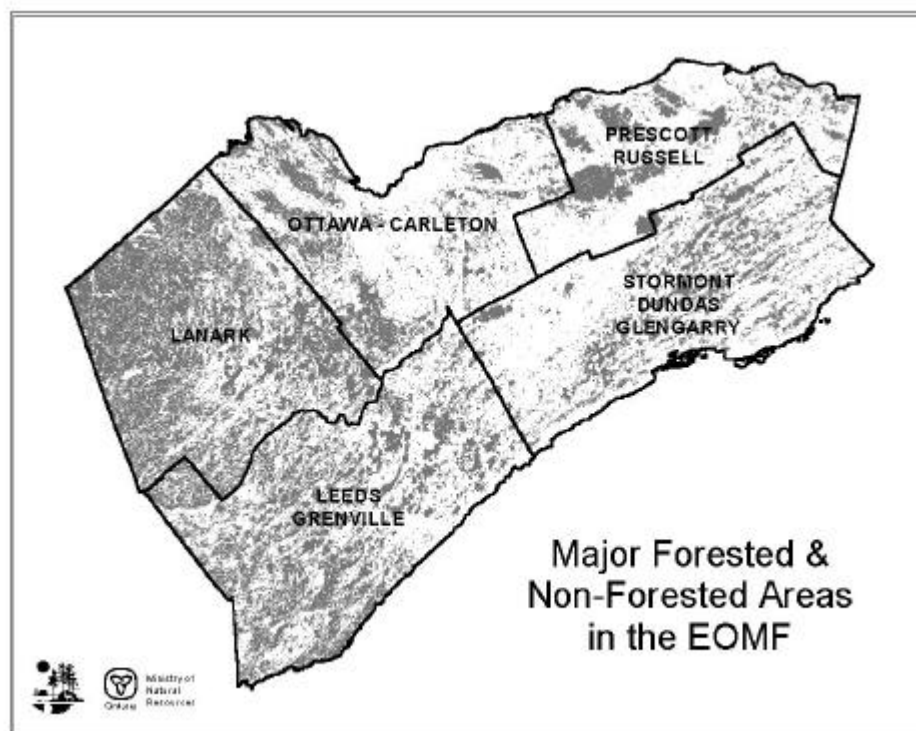 PRESCOTT
RUSSELL
OTTAWA - CARLETON
STORMONT
DUNDAS
GLENGARRY
LANARK
LEEDS
GRENVILLE
Major Forested &
Non-Forested Areas
in the EOMF
Ministry of
Natural
Resources
Ontario